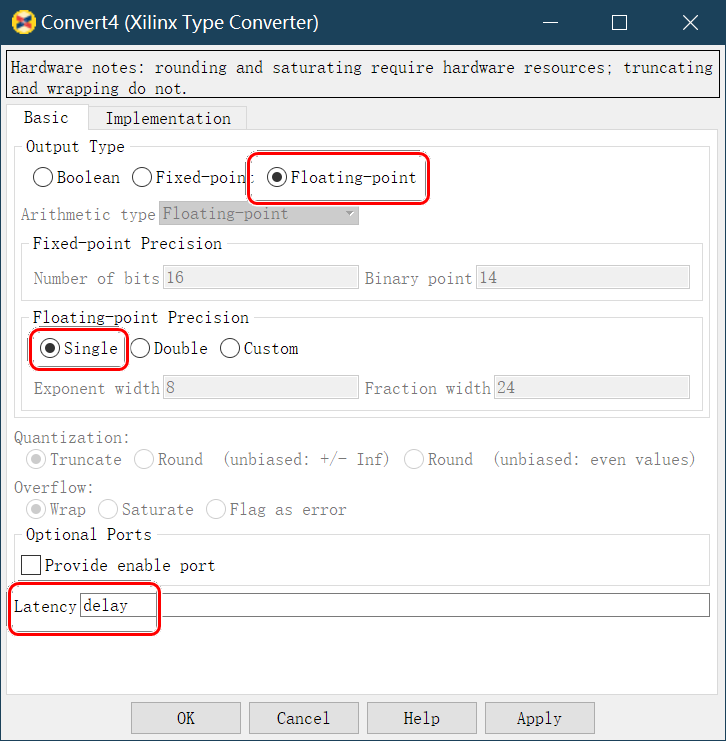 Convert4 (Xilinx Type Converter)
Hardware notes: rounding and saturating require hardware resources; truncating
and wrapping do not.
Basic Implementation
Output Type
Boolean Fixed-point Floating-point
Arithmetic type Floating-point
Fixed-point Precision
Number of bits 16 Binary point 14
Floating-point Precision
Single Double Custom
Exponent width 8 Fraction width 24
Quantization:
Truncate Round (unbiased: +/- Inf) Round (unbiased: even values)
Overflow:
Wrap Saturate Flag as error
Optional Ports
Provide enable port
Latency delay
OK Cancel Help Apply